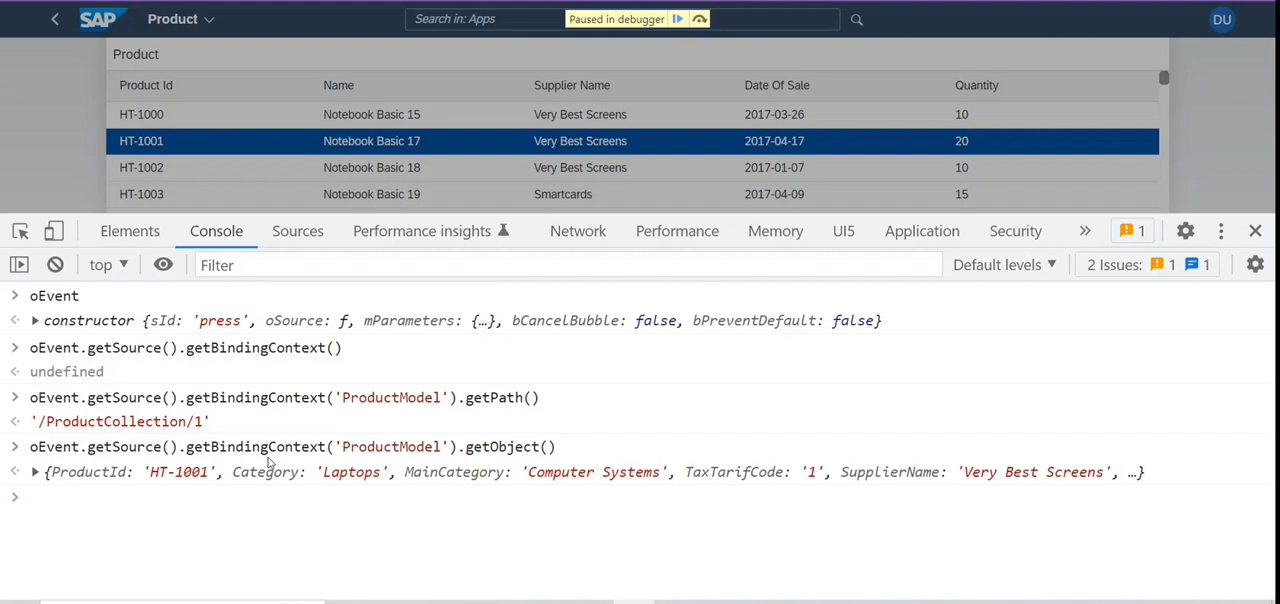 SAP Product Search in: Apps Paused in debugger DU
Product
Product Id Name Supplier Name Date Of Sale Quantity
HT-1000 Notebook Basic 15 Very Best Screens 2017-03-26 10
HT-1001 Notebook Basic 17 Very Best Screens 2017-04-17 20
HT-1002 Notebook Basic 18 Very Best Screens 2017-01-07 10
HT-1003 Notebook Basic 19 Smartcards 2017-04-09 15
Elements Console Sources Performance insights Network Performance Memory UI5 Application Security » 1
top ▼ Filter Default levels ▼ 2 Issues: 1 1
> oEvent
<· ▶constructor {sId: 'press', oSource: f, mParameters: {…}, bCancelBubble: false, bPreventDefault: false}
> oEvent.getSource().getBindingContext()
<· undefined
> oEvent.getSource().getBindingContext('ProductModel').getPath()
<· '/ProductCollection/1'
> oEvent.getSource().getBindingContext('ProductModel').getObject()
<· ▶{ProductId: 'HT-1001', Category: 'Laptops', MainCategory: 'Computer Systems', TaxTarifCode: '1', SupplierName: 'Very Best Screens', …}
>